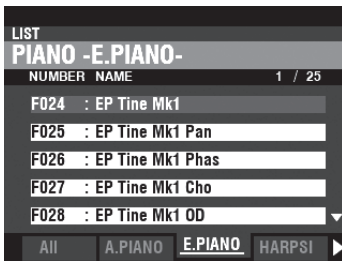 LIST
PIANO -E.PIANO-
NUMBER NAME 1 / 25
F024 : EP Tine Mk1
F025 : EP Tine Mk1 Pan
F026 : EP Tine Mk1 Phas
F027 : EP Tine Mk1 Cho
F028 : EP Tine Mk1 OD
All A.PIANO E.PIANO HARPSI